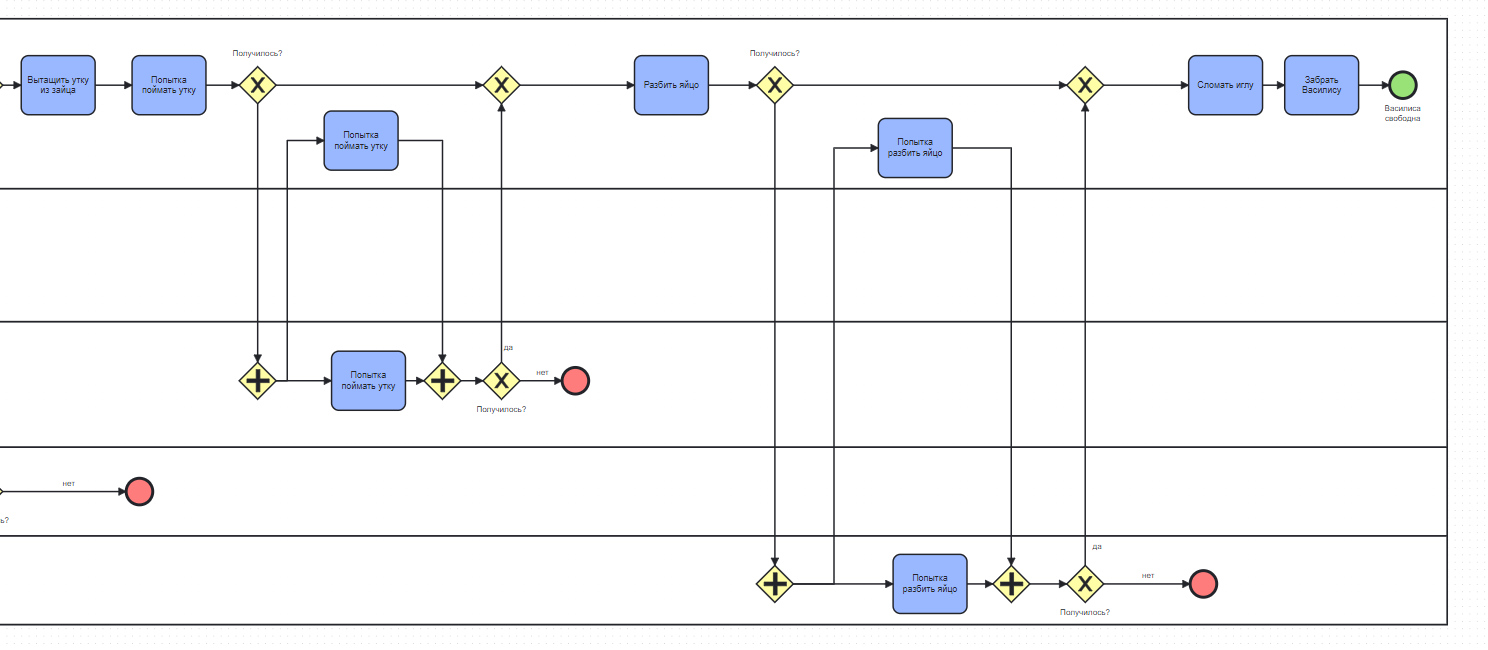 Получилось?
Получилось?
Вытащить утку
из зайца
Попытка
поймать утку
Разбить яйцо
Сломать иглу
Забрать
Василису
Василиса
свободна
Попытка
поймать утку
Попытка
разбить яйцо
да
Попытка
поймать утку
нет
Получилось?
нет
ь?
да
Попытка
разбить яйцо
нет
Получилось?